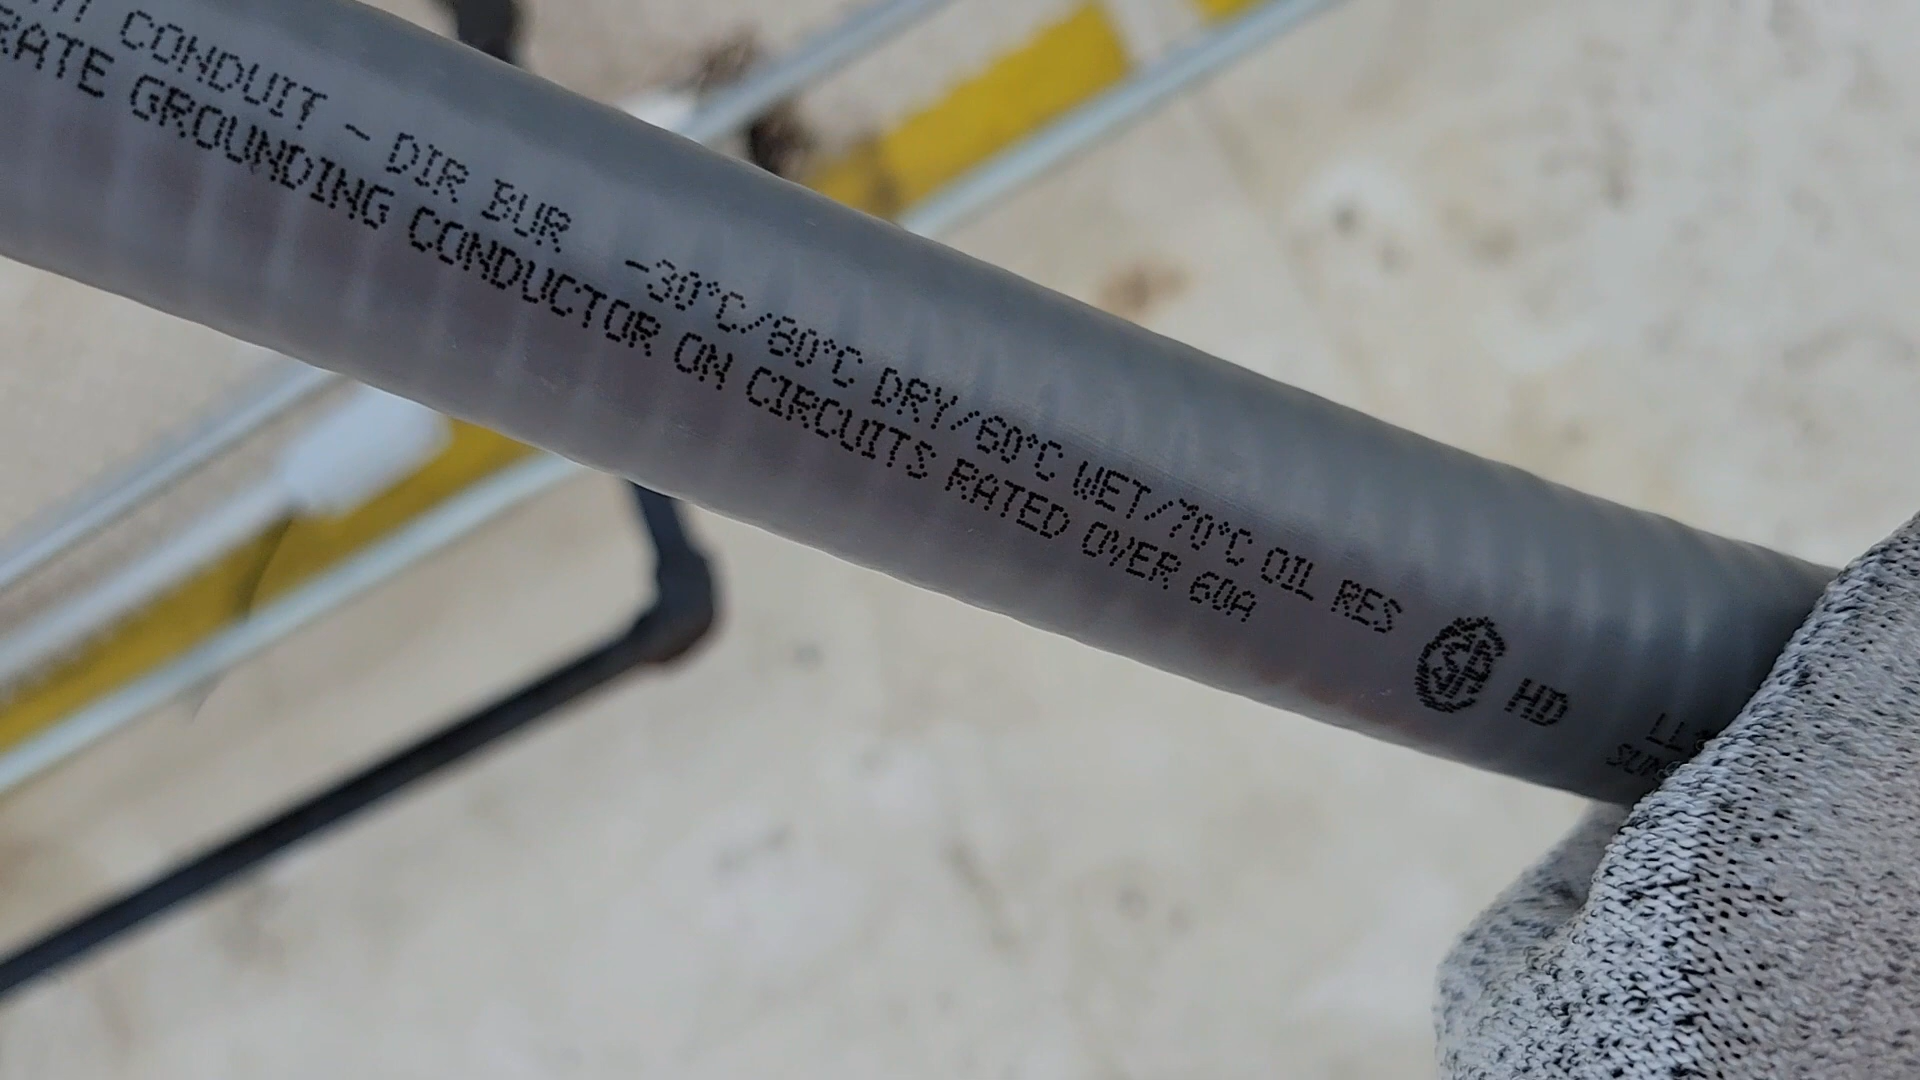 CONDUIT ~ DIR BUR -30°C/80°C DRY/60°C WET/70°C OIL RES
GROUNDING CONDUCTOR ON CIRCUITS RATED OVER 60A
HD